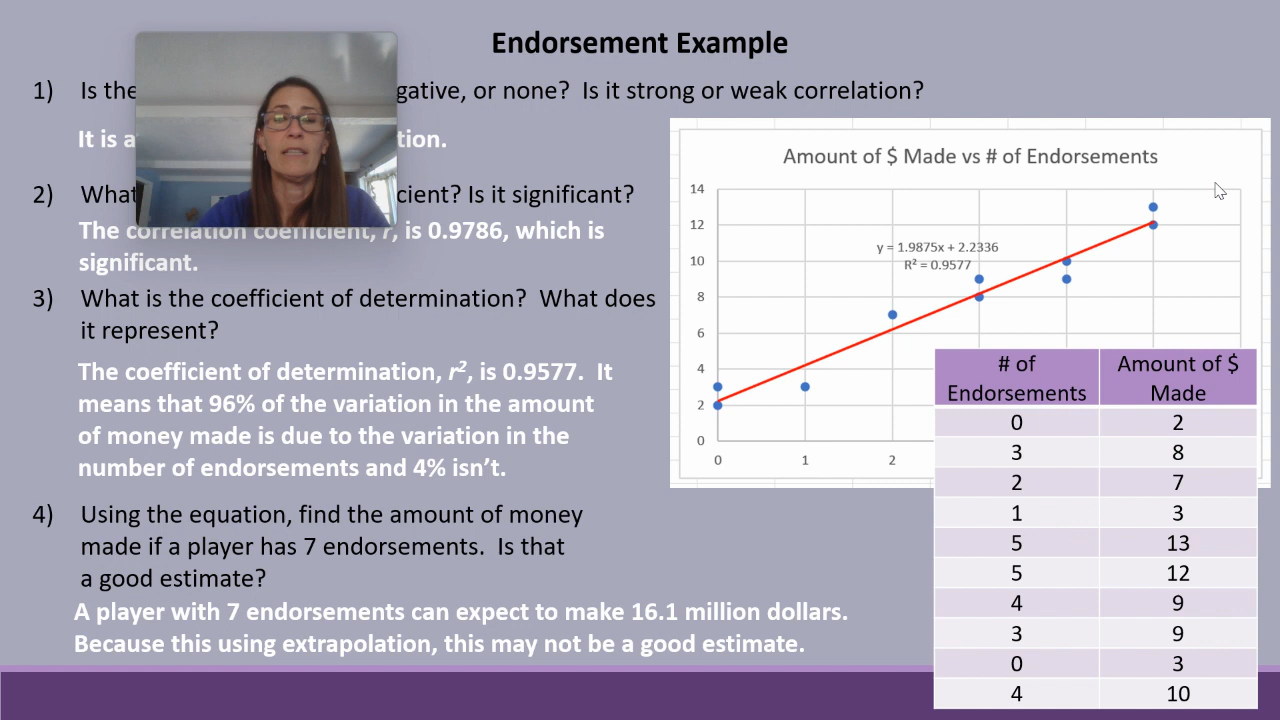 Endorsement Example
1) Is the gative, or none? Is it strong or weak correlation?
It is a tion.
2) What cient? Is it significant?
The correlation coefficient, r, is 0.9786, which is
significant.
3) What is the coefficient of determination? What does
it represent?
The coefficient of determination, r², is 0.9577. It
means that 96% of the variation in the amount
of money made is due to the variation in the
number of endorsements and 4% isn't.
4) Using the equation, find the amount of money
made if a player has 7 endorsements. Is that
a good estimate?
A player with 7 endorsements can expect to make 16.1 million dollars.
Because this using extrapolation, this may not be a good estimate.
Amount of $ Made vs # of Endorsements
14
12
10
8
6
4
2
0
y = 1.9875x + 2.2336
R² = 0.9577
0 1 2
# of Endorsements Amount of $ Made
0 2
3 8
2 7
1 3
5 13
5 12
4 9
3 9
0 3
4 10